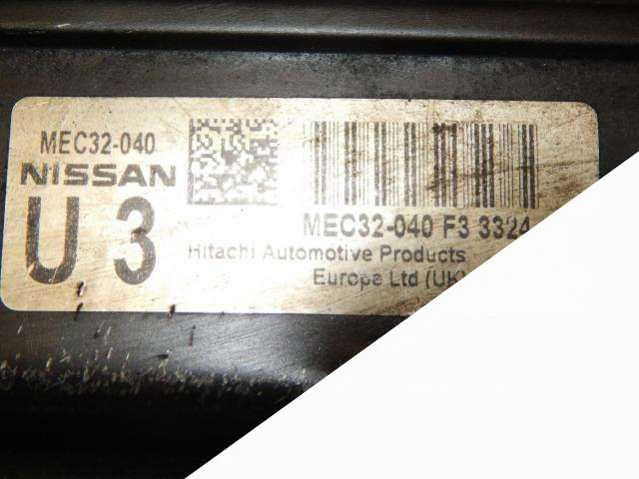 MEC32-040
NISSAN
U 3
MEC32-040 F3 3324
Hitachi Automotive Products
Europe Ltd (UK)